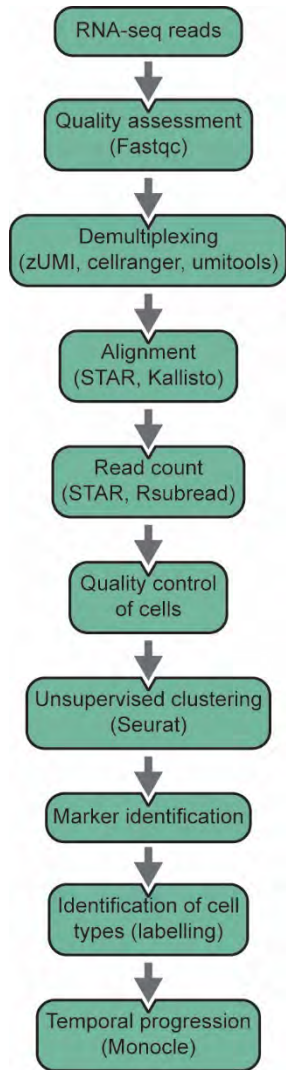 RNA-seq reads
Quality assessment
(Fastqc)
Demultiplexing
(zUMI, cellranger, umitools)
Alignment
(STAR, Kallisto)
Read count
(STAR, Rsubread)
Quality control
of cells
Unsupervised clustering
(Seurat)
Marker identification
Identification of cell
types (labelling)
Temporal progression
(Monocle)